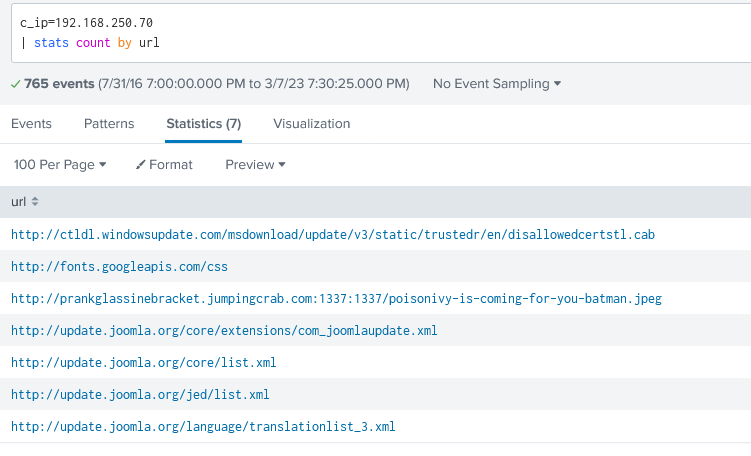 c_ip=192.168.250.70
| stats count by url
765 events (7/31/16 7:00:00.000 PM to 3/7/23 7:30:25.000 PM) No Event Sampling
Events Patterns Statistics (7) Visualization
100 Per Page Format Preview
url
http://ctldl.windowsupdate.com/msdownload/update/v3/static/trustedr/en/disallowedcertstl.cab
http://fonts.googleapis.com/css
http://prankglassinebracket.jumpingcrab.com:1337:1337/poisonivy-is-coming-for-you-batman.jpeg
http://update.joomla.org/core/extensions/com_joomlaupdate.xml
http://update.joomla.org/core/list.xml
http://update.joomla.org/jed/list.xml
http://update.joomla.org/language/translationlist_3.xml